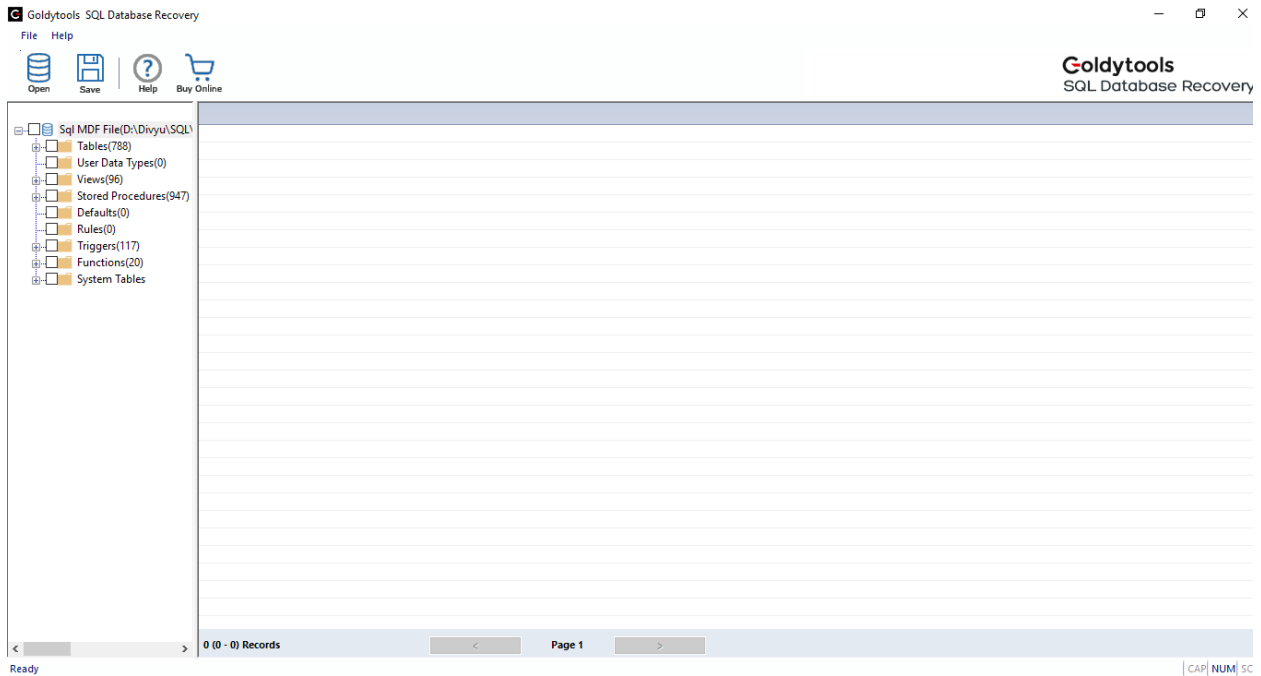 Goldytools SQL Database Recovery
File Help
Open Save Help Buy Online
Goldytools
SQL Database Recovery
Sql MDF File(D:\Divyu\SQL\
Tables(788)
User Data Types(0)
Views(96)
Stored Procedures(947)
Defaults(0)
Rules(0)
Triggers(117)
Functions(20)
System Tables
0 (0 - 0) Records < Page 1 >
Ready CAP NUM SC